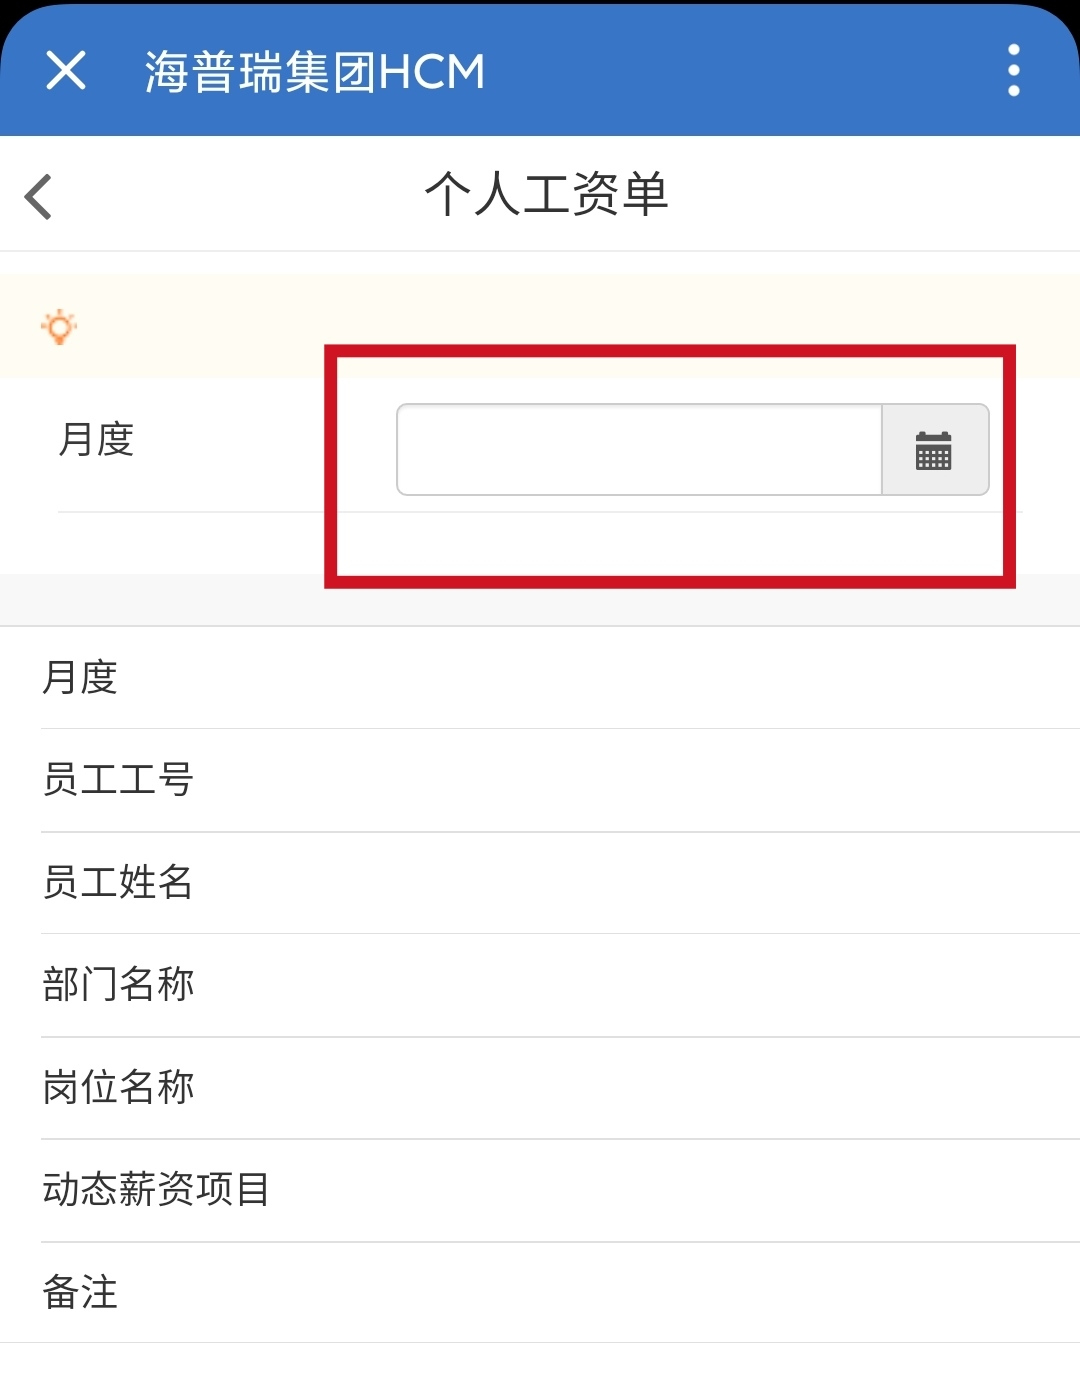 海普瑞集团HCM
个人工资单
月度
月度
员工工号
员工姓名
部门名称
岗位名称
动态薪资项目
备注